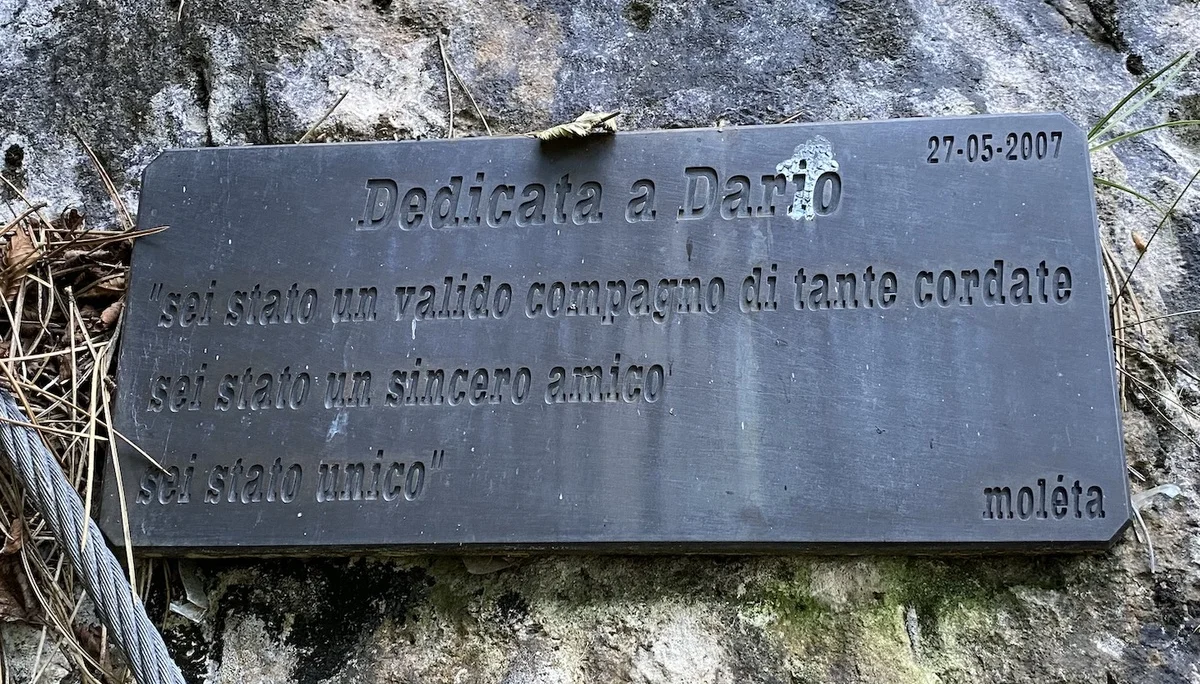 27-05-2007
Dedicata a Dario
"sei stato un valido compagno di tante cordate
sei stato un sincero amico
sei stato unico"
moléta